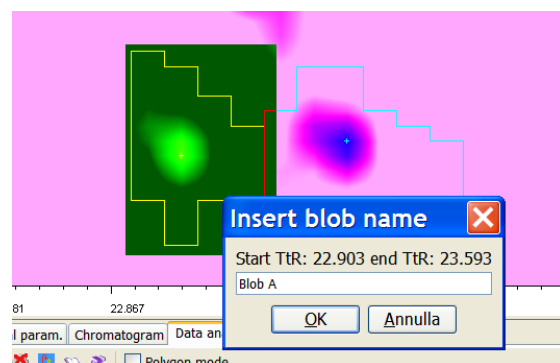 Insert blob name
Start TtR: 22.903 end TtR: 23.593
Blob A
OK Annulla
81 22.867
l param. Chromatogram Data an
Polygon mode